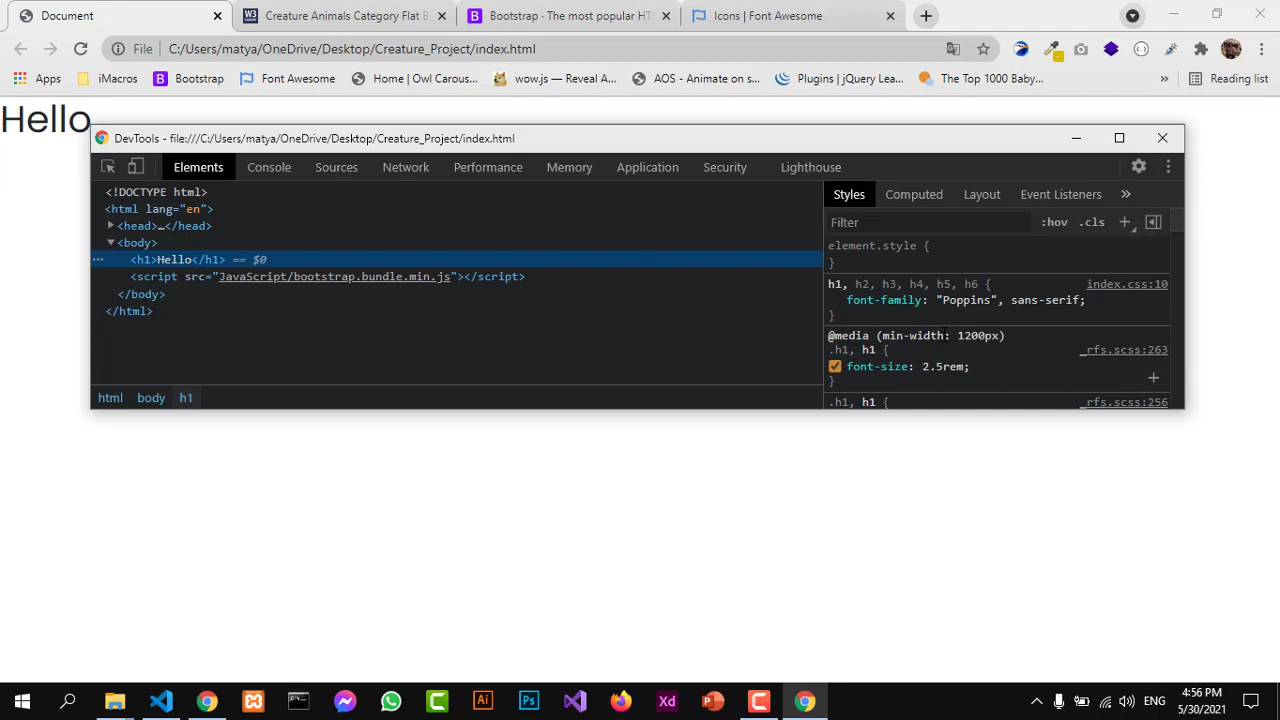 Document
Creature Animals Category Flat B
Bootstrap · The most popular HT
Icons | Font Awesome
File
C:/Users/matya/OneDrive/Desktop/Creature_Project/index.html
Apps
iMacros
Bootstrap
Font Awesome
Home | Owl Carous...
wow.js — Reveal A...
AOS - Animate on s...
Plugins | jQuery Lea...
The Top 1000 Baby...
»
Reading list
Hello
DevTools - file:///C:/Users/matya/OneDrive/Desktop/Creature_Project/index.html
Elements
Console
Sources
Network
Performance
Memory
Application
Security
Lighthouse
<!DOCTYPE html>
<html lang="en">
<head>…</head>
<body>
<h1>Hello</h1> == $0
<script src="JavaScript/bootstrap.bundle.min.js"></script>
</body>
</html>
html body h1
Styles
Computed
Layout
Event Listeners
»
Filter
:hov
.cls
element.style {
}
h1, h2, h3, h4, h5, h6 {
index.css:10
font-family: "Poppins", sans-serif;
}
@media (min-width: 1200px)
.h1, h1 {
_rfs.scss:263
font-size: 2.5rem;
}
.h1, h1 {
_rfs.scss:256
Ai
Ps
Xd
ENG
4:56 PM
5/30/2021